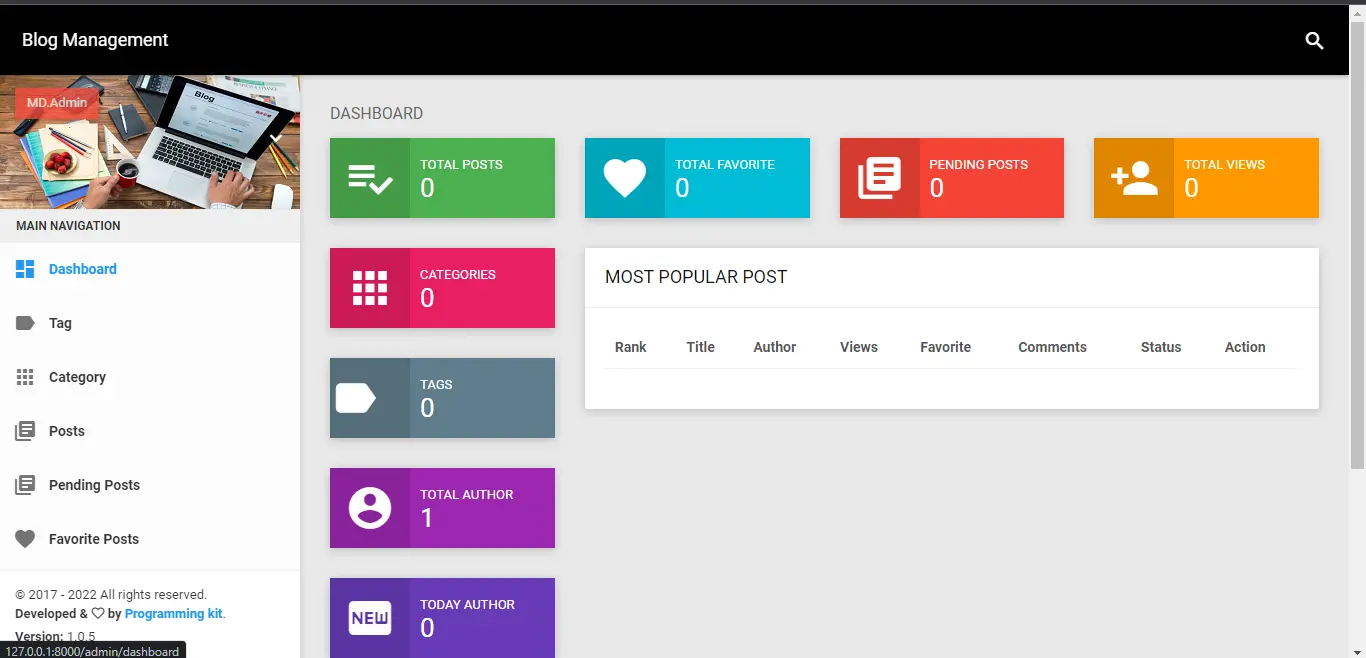 Blog Management
MD.Admin
Blog
MAIN NAVIGATION
Dashboard
Tag
Category
Posts
Pending Posts
Favorite Posts
© 2017 - 2022 All rights reserved.
Developed & ♡ by Programming kit.
Version: 1.0.5
127.0.0.1:8000/admin/dashboard
DASHBOARD
TOTAL POSTS
0
TOTAL FAVORITE
0
PENDING POSTS
0
TOTAL VIEWS
0
CATEGORIES
0
TAGS
0
TOTAL AUTHOR
1
NEW
TODAY AUTHOR
0
MOST POPULAR POST
Rank Title Author Views Favorite Comments Status Action